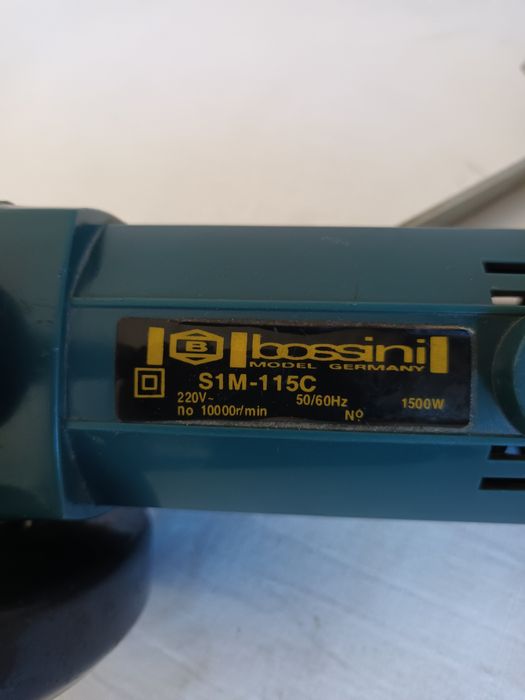 B bossini
MODEL GERMANY
S1M-115C
220V~ 50/60Hz 1500W
no 10000r/min Nº